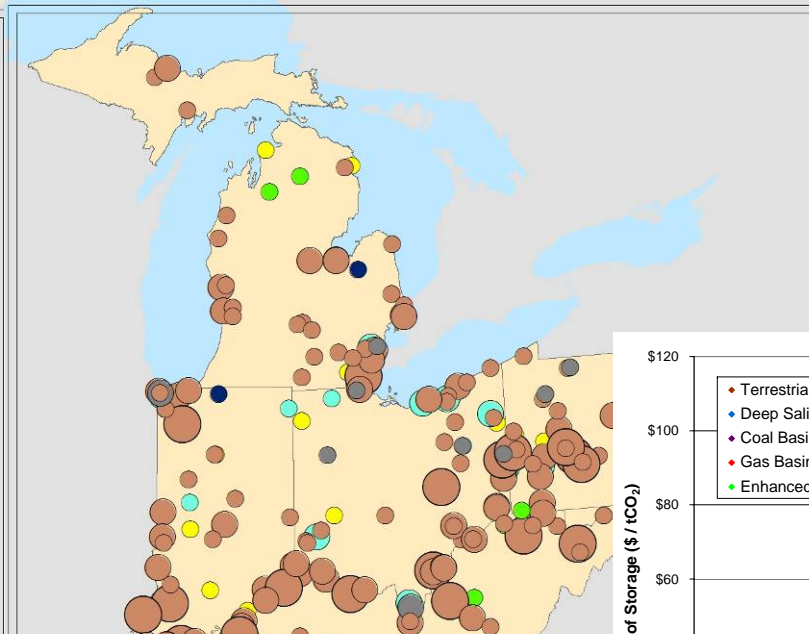 $120
$100
$80
$60
of Storage ($ / tCO2)
Terrestria
Deep Sali
Coal Basi
Gas Basin
Enhanced